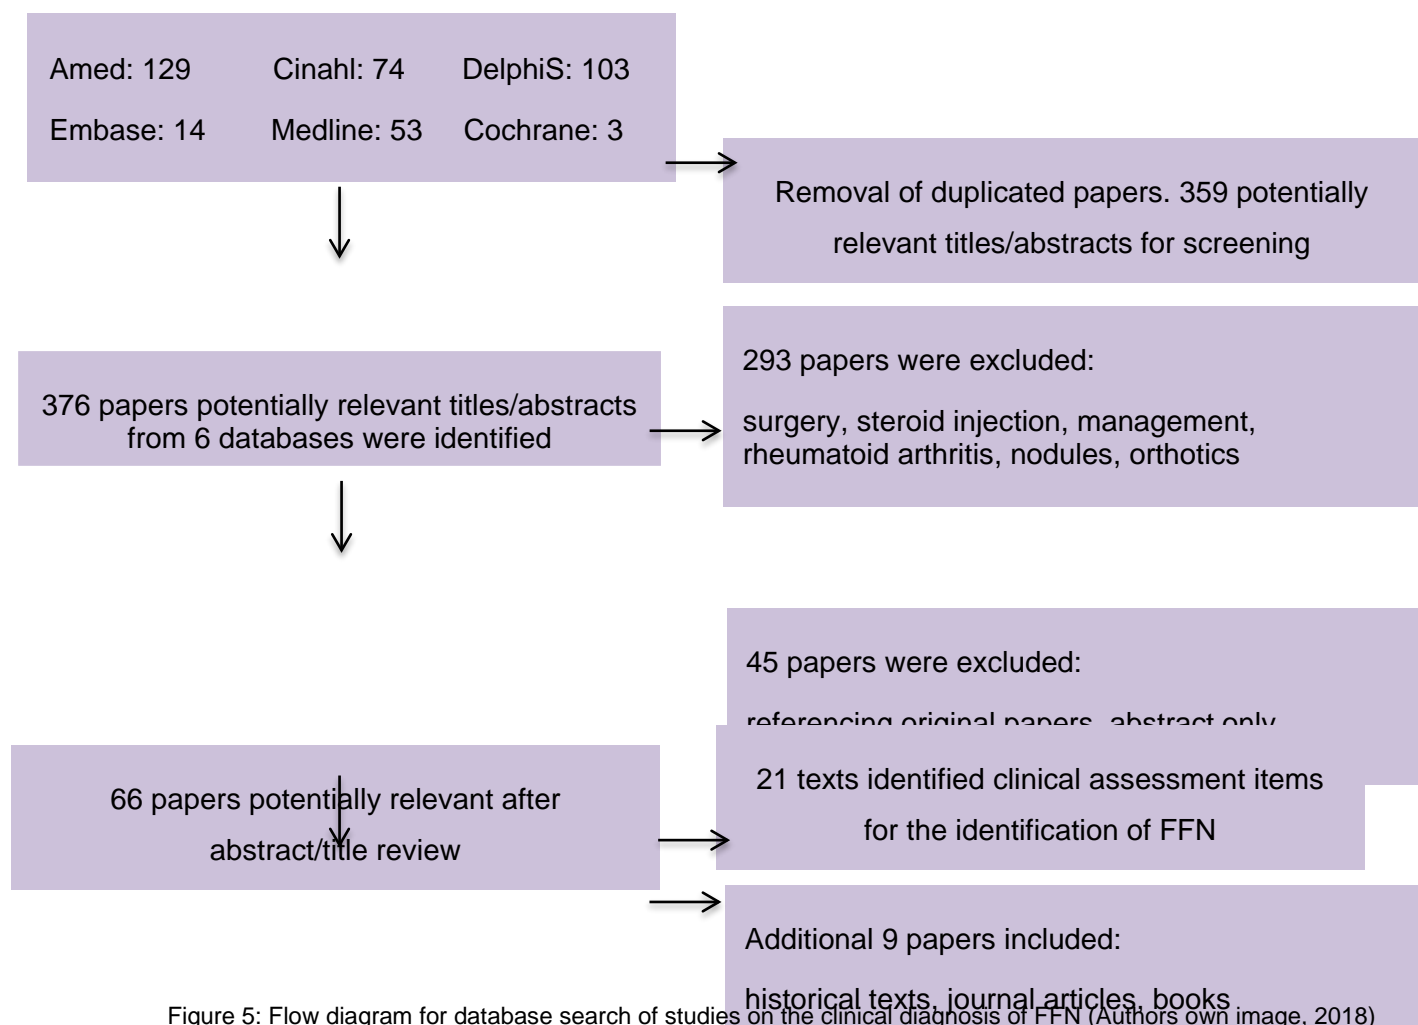 Amed: 129 Cinahl: 74 DelphiS: 103
Embase: 14 Medline: 53 Cochrane: 3
Removal of duplicated papers. 359 potentially
relevant titles/abstracts for screening
376 papers potentially relevant titles/abstracts
from 6 databases were identified
293 papers were excluded:
surgery, steroid injection, management,
rheumatoid arthritis, nodules, orthotics
45 papers were excluded:
referencing original papers, abstract only
66 papers potentially relevant after
abstract/title review
21 texts identified clinical assessment items
for the identification of FFN
Additional 9 papers included:
historical texts, journal articles, books
Figure 5: Flow diagram for database search of studies on the clinical diagnosis of FFN (Authors own image, 2018)